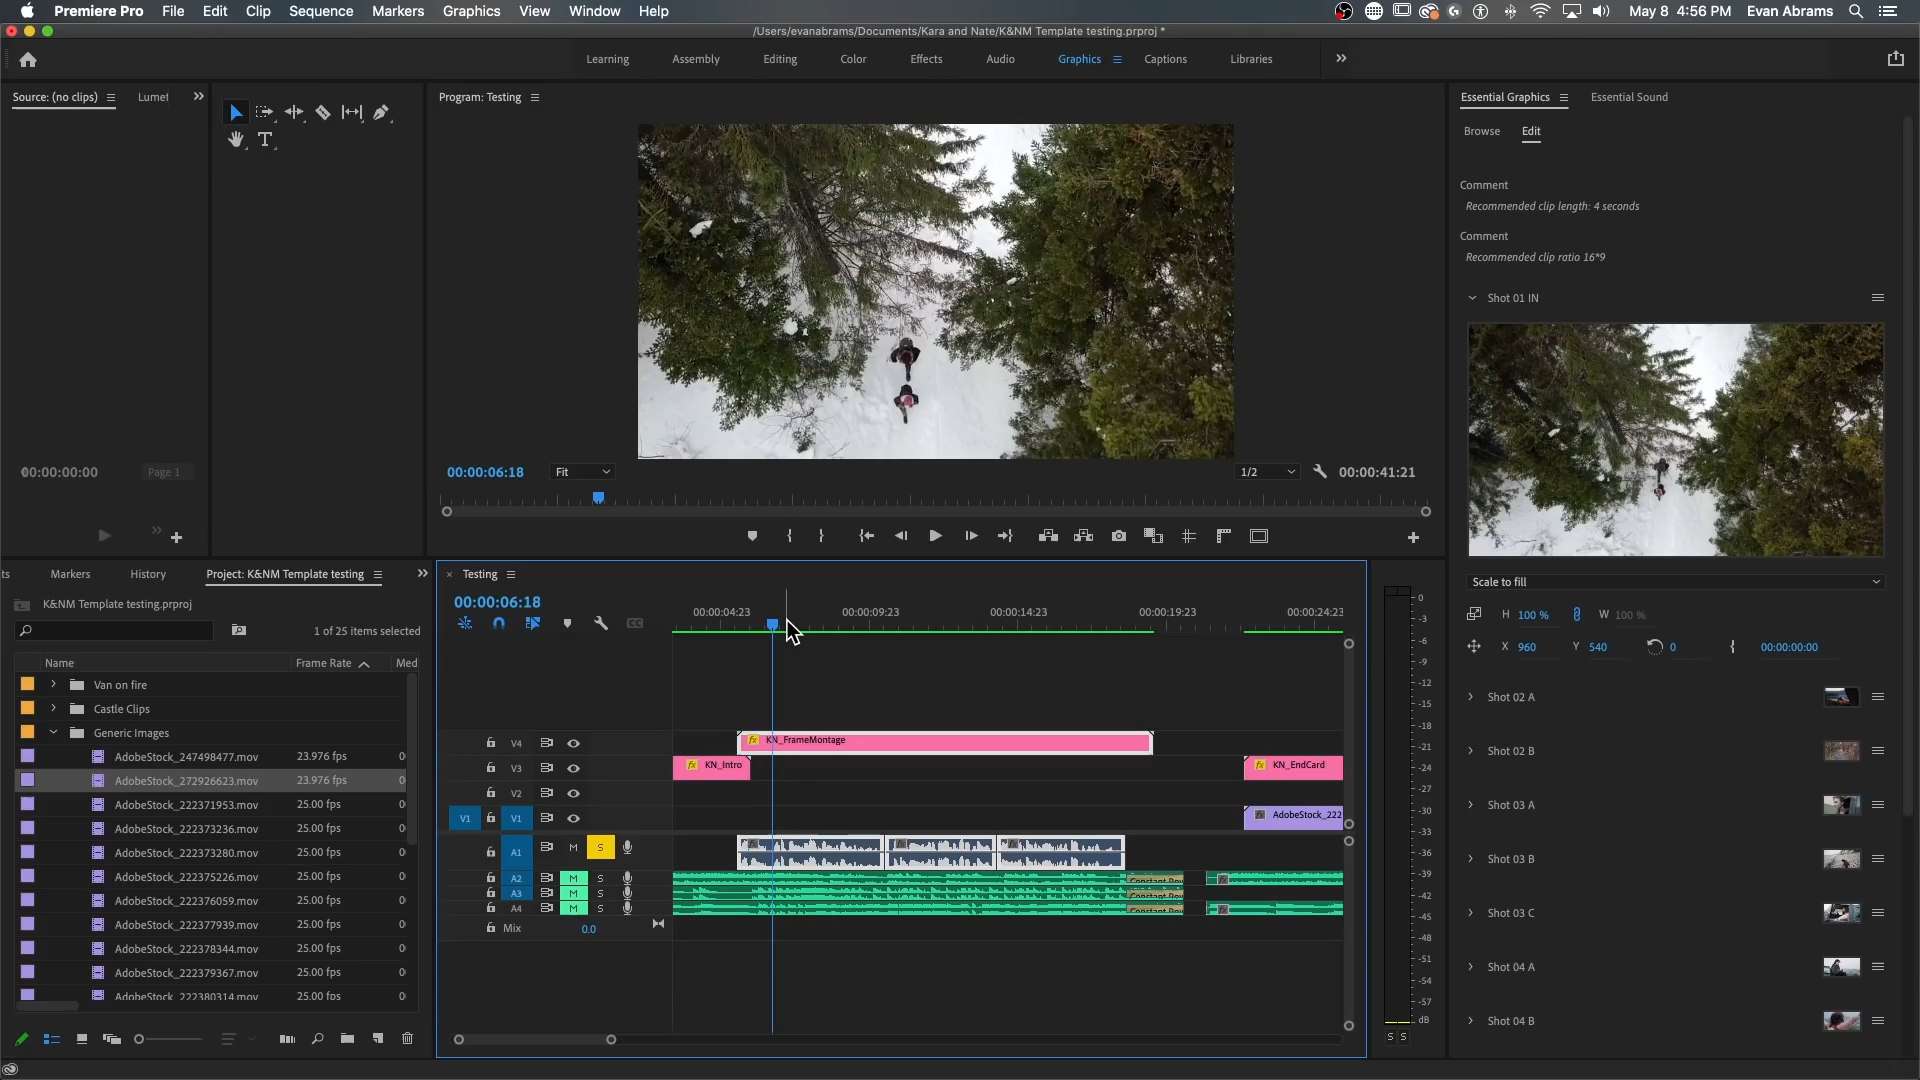 Premiere Pro File Edit Clip Sequence Markers Graphics View Window Help May 8 4:56 PM Evan Abrams
/Users/evanabrams/Documents/Kara and Nate/K&NM Template testing.prproj *
Learning Assembly Editing Color Effects Audio Graphics Captions Libraries
Source: (no clips) Lumet
Program: Testing
Essential Graphics Essential Sound
Browse Edit
Comment
Recommended clip length: 4 seconds
Comment
Recommended clip ratio 16*9
Shot 01 IN
00:00:00:00 Page 1
00:00:06:18 Fit 1/2 00:00:41:21
Scale to fill
H 100 % W 100 %
X 960 Y 540 0 00:00:00:00
Shot 02 A
Shot 02 B
Shot 03 A
Shot 03 B
Shot 03 C
Shot 04 A
Shot 04 B
ts Markers History Project: K&NM Template testing
K&NM Template testing.prproj
1 of 25 items selected
Name Frame Rate Med
Van on fire
Castle Clips
Generic Images
AdobeStock_247498477.mov 23.976 fps 0
AdobeStock_272926623.mov 23.976 fps 0
AdobeStock_222371953.mov 25.00 fps 0
AdobeStock_222373236.mov 25.00 fps 0
AdobeStock_222373280.mov 25.00 fps 0
AdobeStock_222375226.mov 25.00 fps 0
AdobeStock_222376059.mov 25.00 fps 0
AdobeStock_222377939.mov 25.00 fps 0
AdobeStock_222378344.mov 25.00 fps 0
AdobeStock_222379367.mov 25.00 fps 0
AdobeStock_222380314.mov 25.00 fps 0
Testing
00:00:06:18
00:00:04:23 00:00:09:23 00:00:14:23 00:00:19:23 00:00:24:23
V4 KN_FrameMontage
V3 KN_Intro KN_EndCard
V2
V1 V1 AdobeStock_222
A1 M S
A2 M S Constant Pow
A3 M S Constant Pow
A4 M S Constant Pow
Mix 0.0
0
-3
-6
-9
-12
-15
-18
-21
-24
-27
-30
-33
-36
-39
-42
-45
-48
-51
-54
-57
dB
S S